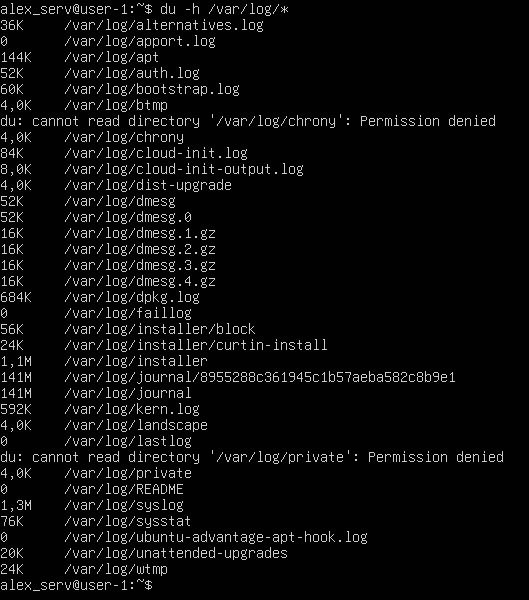 alex_serv@user-1:~$ du -h /var/log/*
36K /var/log/alternatives.log
0 /var/log/apport.log
144K /var/log/apt
52K /var/log/auth.log
60K /var/log/bootstrap.log
4,0K /var/log/btmp
du: cannot read directory '/var/log/chrony': Permission denied
4,0K /var/log/chrony
84K /var/log/cloud-init.log
8,0K /var/log/cloud-init-output.log
4,0K /var/log/dist-upgrade
52K /var/log/dmesg
52K /var/log/dmesg.0
16K /var/log/dmesg.1.gz
16K /var/log/dmesg.2.gz
16K /var/log/dmesg.3.gz
16K /var/log/dmesg.4.gz
684K /var/log/dpkg.log
0 /var/log/faillog
56K /var/log/installer/block
24K /var/log/installer/curtin-install
1,1M /var/log/installer
141M /var/log/journal/8955288c361945c1b57aeba582c8b9e1
141M /var/log/journal
592K /var/log/kern.log
4,0K /var/log/landscape
0 /var/log/lastlog
du: cannot read directory '/var/log/private': Permission denied
4,0K /var/log/private
0 /var/log/README
1,3M /var/log/syslog
76K /var/log/sysstat
0 /var/log/ubuntu-advantage-apt-hook.log
20K /var/log/unattended-upgrades
24K /var/log/wtmp
alex_serv@user-1:~$